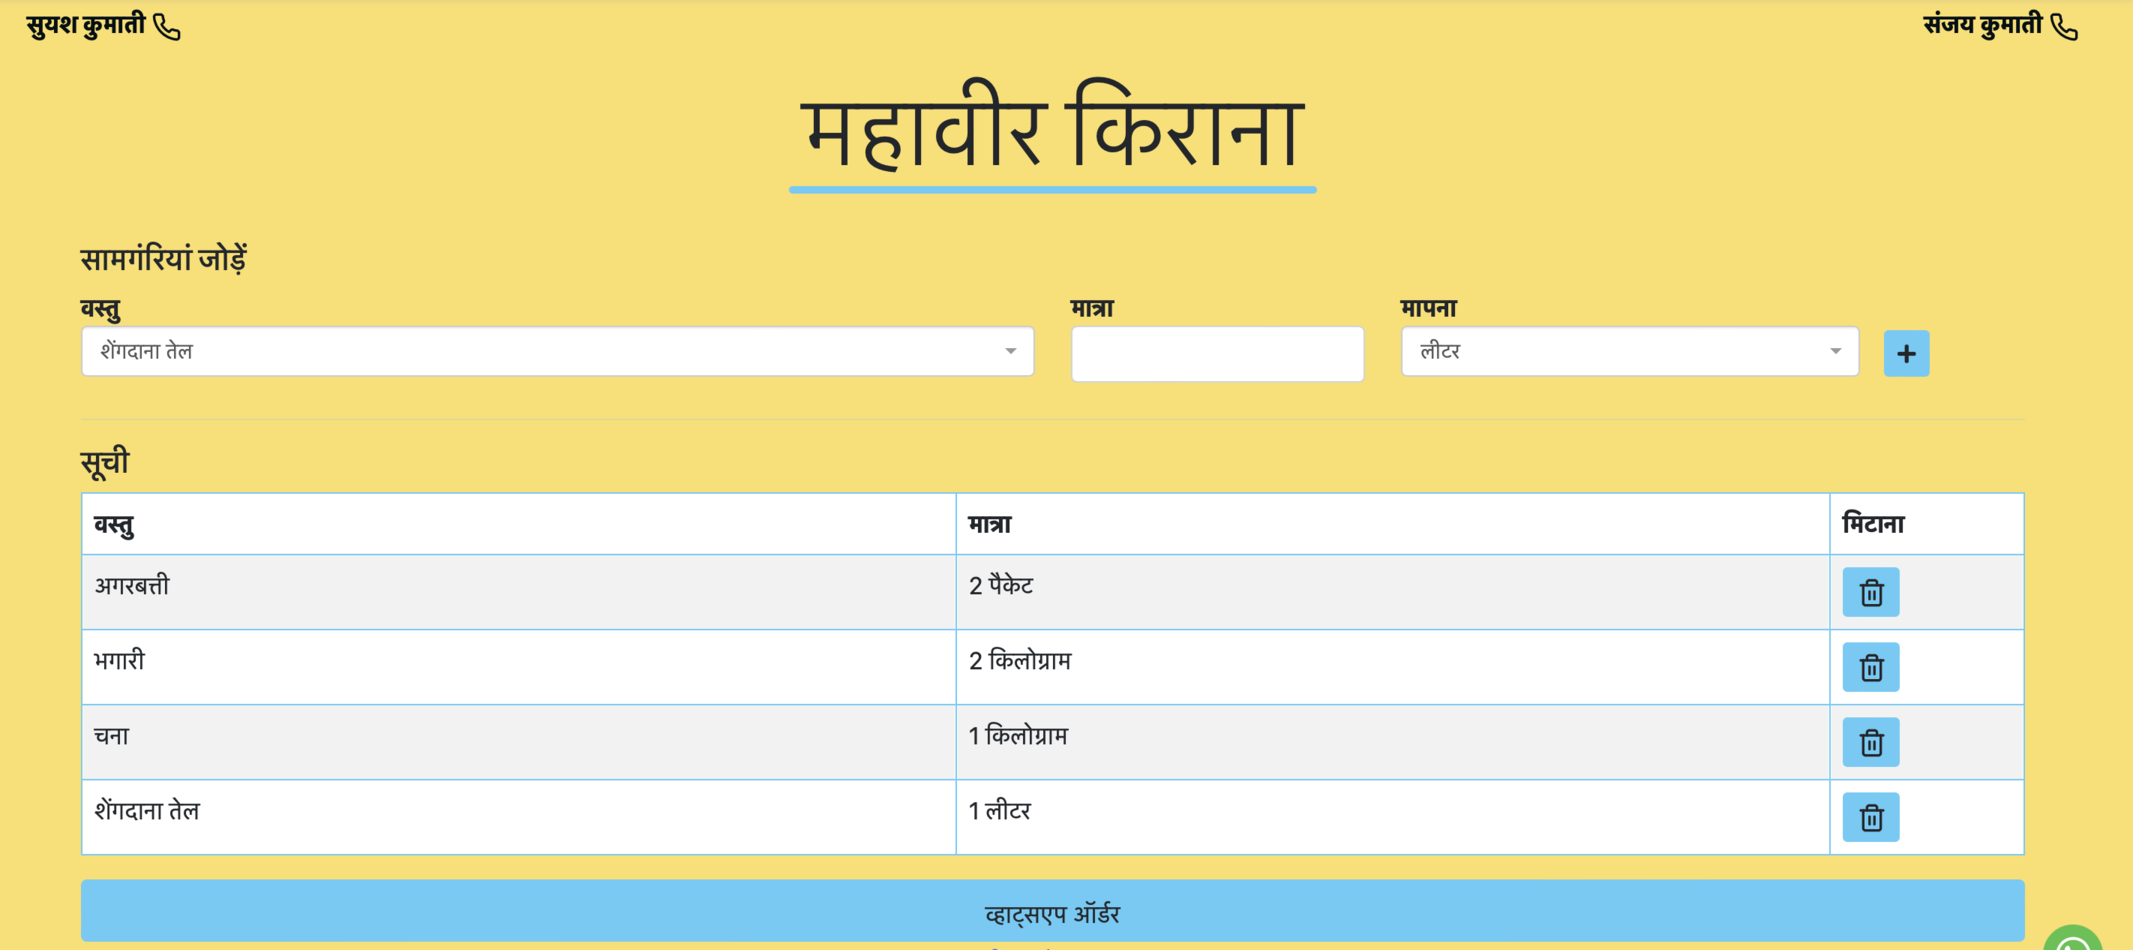 सुयश कुमाती
संजय कुमाती
महावीर किराना
सामगंरियां जोड़ें
वस्तु मात्रा मापना
शेंगदाना तेल लीटर
सूची
वस्तु मात्रा मिटाना
अगरबत्ती 2 पैकेट
भगारी 2 किलोग्राम
चना 1 किलोग्राम
शेंगदाना तेल 1 लीटर
व्हाट्सएप ऑर्डर